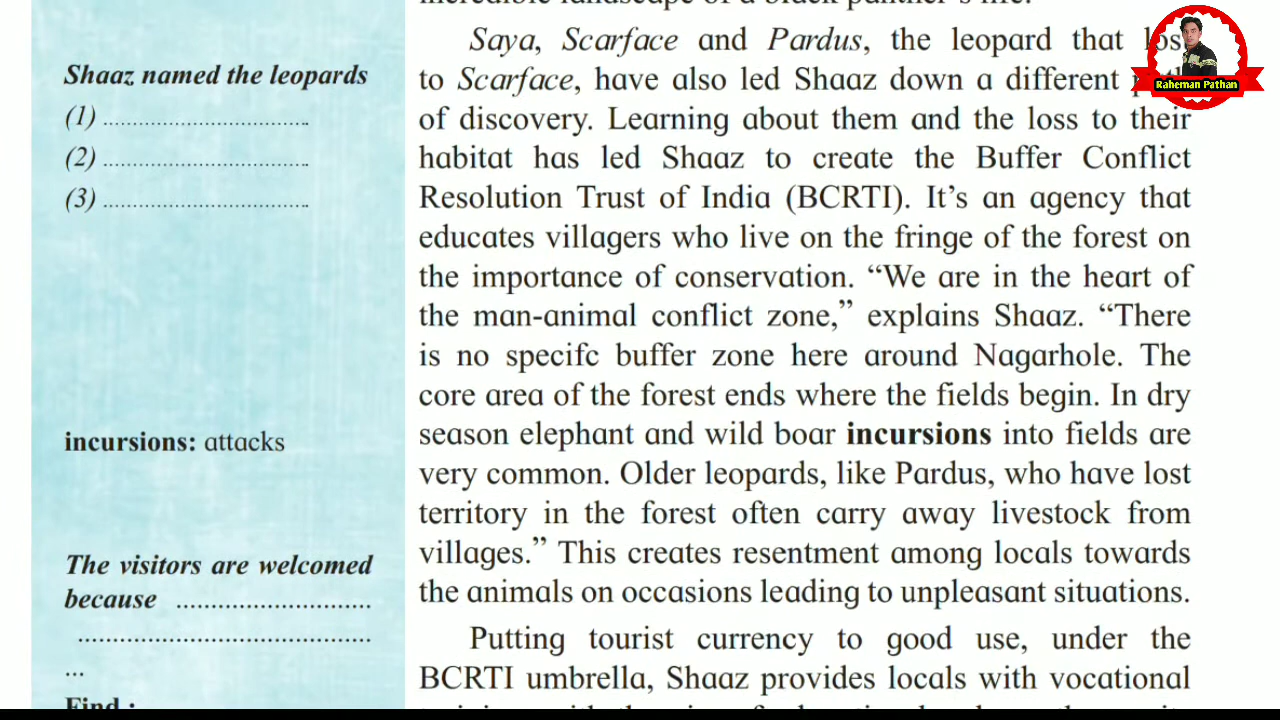 Shaaz named the leopards
(1) ..................................
(2) ..................................
(3) ..................................
incursions: attacks
The visitors are welcomed
because ................................
................................................
...
Find :
Saya, Scarface and Pardus, the leopard that
to Scarface, have also led Shaaz down a different
of discovery. Learning about them and the loss to their
habitat has led Shaaz to create the Buffer Conflict
Resolution Trust of India (BCRTI). It’s an agency that
educates villagers who live on the fringe of the forest on
the importance of conservation. “We are in the heart of
the man-animal conflict zone,” explains Shaaz. “There
is no specifc buffer zone here around Nagarhole. The
core area of the forest ends where the fields begin. In dry
season elephant and wild boar incursions into fields are
very common. Older leopards, like Pardus, who have lost
territory in the forest often carry away livestock from
villages.” This creates resentment among locals towards
the animals on occasions leading to unpleasant situations.
Putting tourist currency to good use, under the
BCRTI umbrella, Shaaz provides locals with vocational
Raheman Pathan